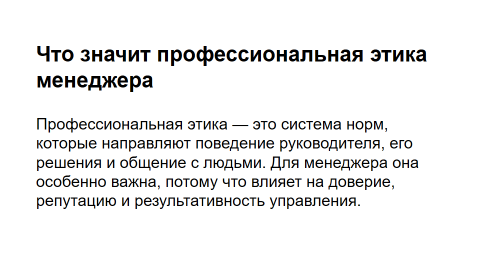 Что значит профессиональная этика
менеджера
Профессиональная этика — это система норм,
которые направляют поведение руководителя, его
решения и общение с людьми. Для менеджера она
особенно важна, потому что влияет на доверие,
репутацию и результативность управления.